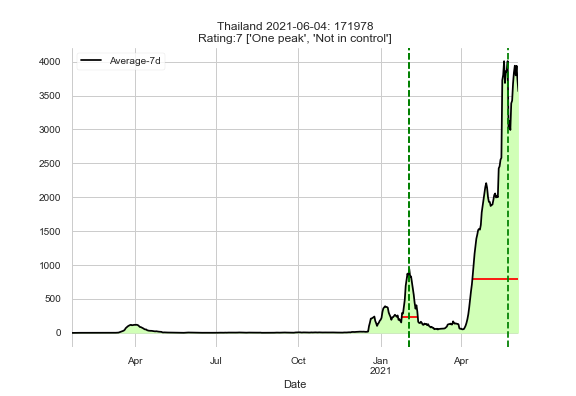 Thailand 2021-06-04: 171978
Rating:7 ['One peak', 'Not in control']
Average-7d
4000
3500
3000
2500
2000
1500
1000
500
0
Apr
Jul
Oct
Jan
2021
Apr
Date